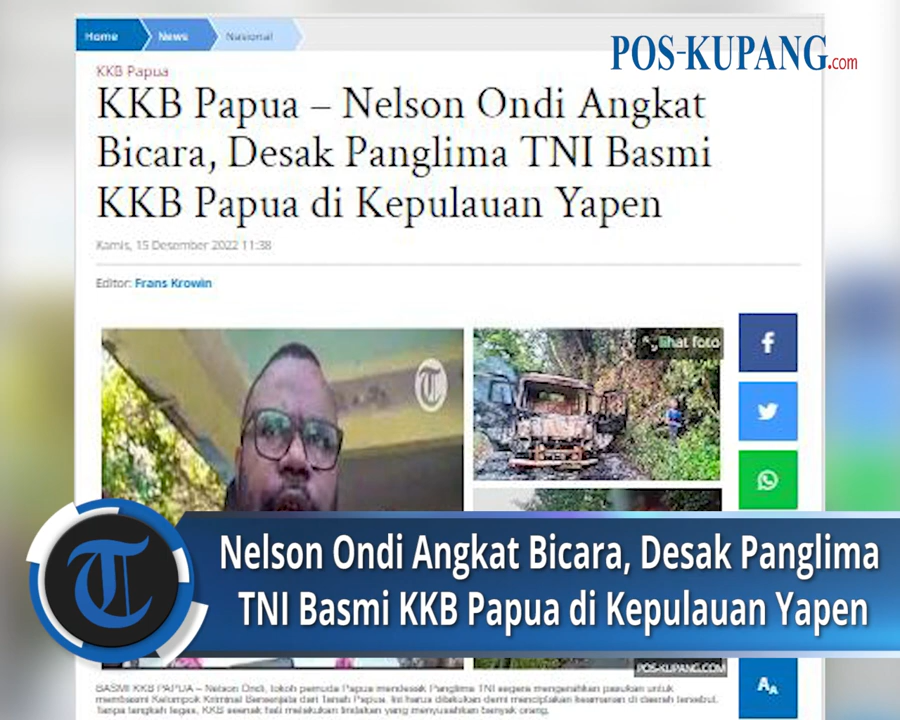 Home News Nasional
POS-KUPANG.com
KKB Papua
KKB Papua – Nelson Ondi Angkat
Bicara, Desak Panglima TNI Basmi
KKB Papua di Kepulauan Yapen
Kamis, 15 Desember 2022 11:38
Editor: Frans Krowin
lihat foto
Nelson Ondi Angkat Bicara, Desak Panglima
TNI Basmi KKB Papua di Kepulauan Yapen
POS-KUPANG.COM
BASMI KKB PAPUA – Nelson Ondi, tokoh pemuda Papua mendesak Panglima TNI segera mengerahkan pasukan untuk
membasmi Kelompok Kriminal Bersenjata dari Tanah Papua. Ini harus dilakukan demi menciptakan keamanan di daerah tersebut.
Tanpa langkah tegas, KKB seenak hati melakukan tindakan yang menyusahkan banyak orang.